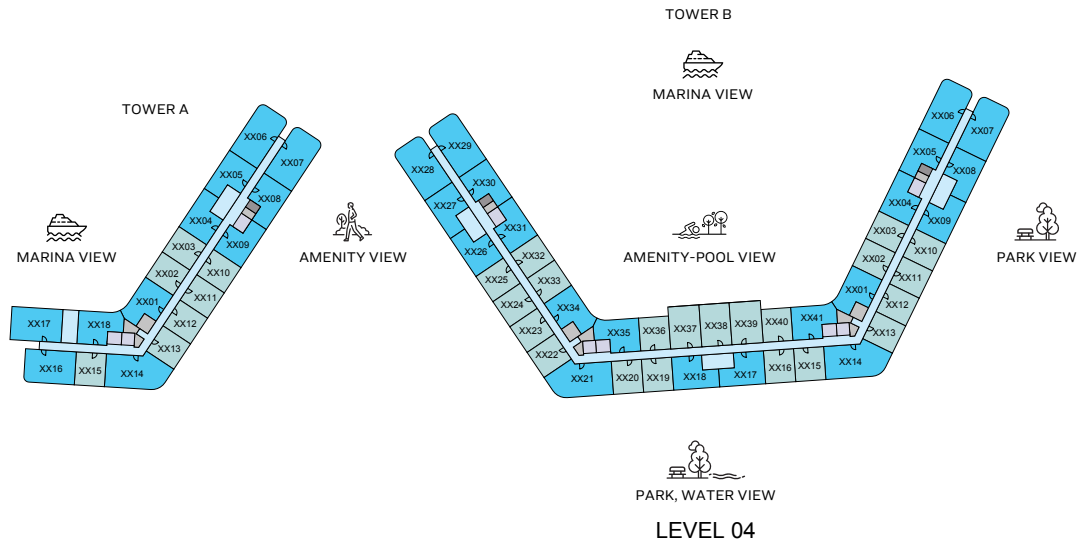 TOWER B
MARINA VIEW
TOWER A
XX06
XX07
XX05
XX08
XX04
XX09
XX03
XX10
XX02
XX11
XX01
XX12
XX13
XX17
XX18
XX16
XX15
XX14
MARINA VIEW
AMENITY VIEW
XX29
XX28
XX30
XX27
XX31
XX26
XX32
XX25
XX33
XX24
XX34
XX23
XX22
XX35
XX36
XX37
XX38
XX39
XX40
XX41
XX21
XX20
XX19
XX18
XX17
XX16
XX15
XX14
AMENITY-POOL VIEW
XX06
XX07
XX05
XX08
XX04
XX09
XX03
XX10
XX02
XX11
XX01
XX12
XX13
PARK VIEW
PARK, WATER VIEW
LEVEL 04